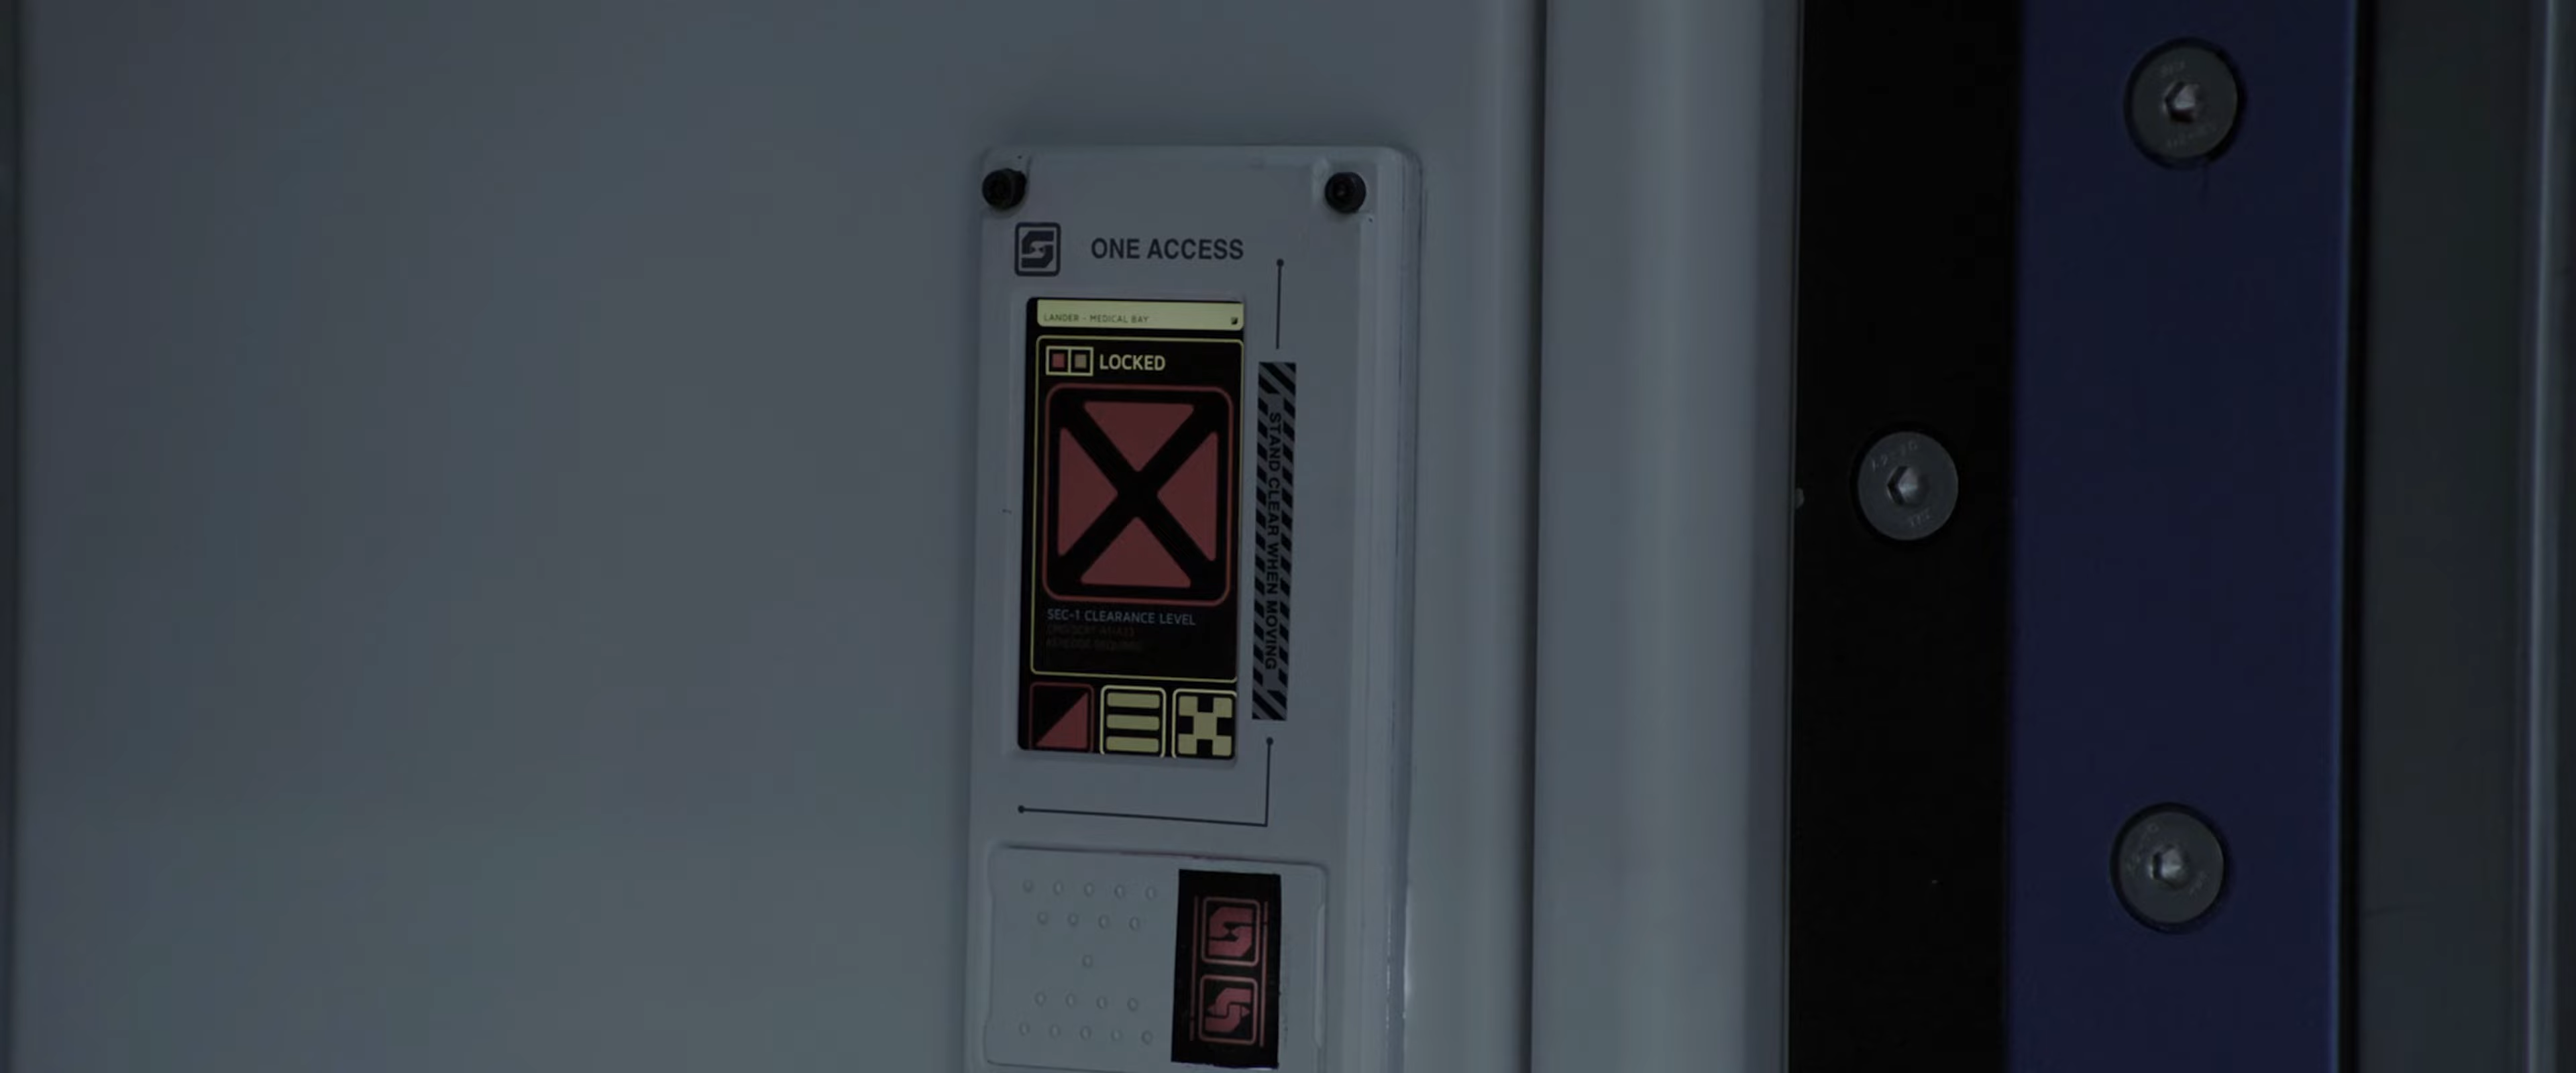 ONE ACCESS
LANDER - MEDICAL BAY
LOCKED
STAND CLEAR WHEN MOVING
SEC-1 CLEARANCE LEVEL